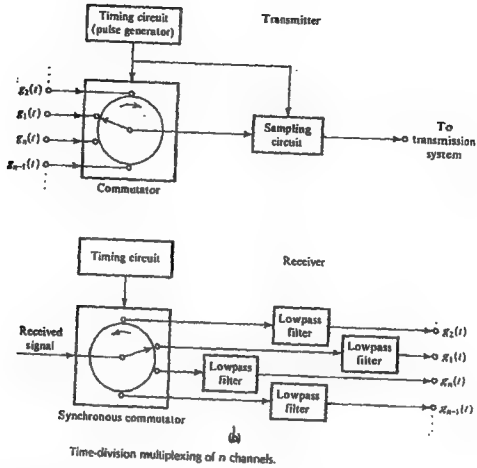 Timing circuit
(pulse generator)
Transmitter
g₂(t)
g₁(t)
gₙ(t)
gₙ₋₁(t)
Commutator
Sampling
circuit
To
transmission
system
Timing circuit
Receiver
Received
signal
Synchronous commutator
Lowpass
filter
g₂(t)
Lowpass
filter
g₁(t)
Lowpass
filter
gₙ(t)
Lowpass
filter
gₙ₋₁(t)
(b)
Time-division multiplexing of n channels.